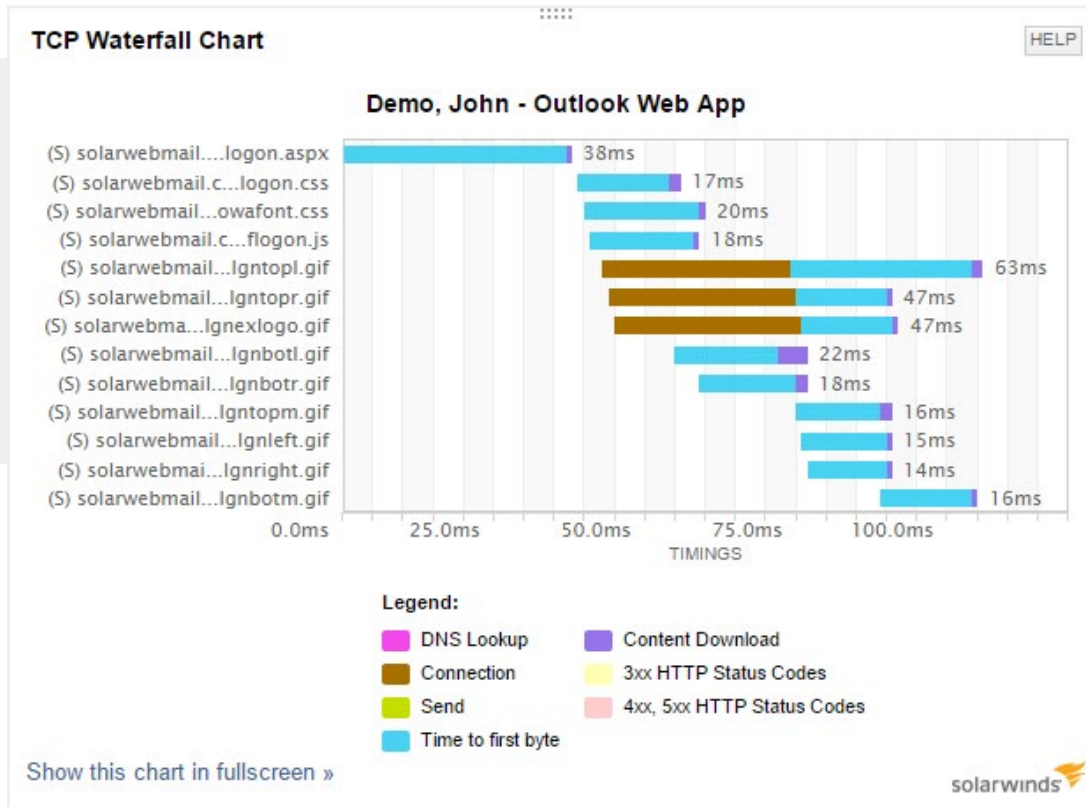 TCP Waterfall Chart
HELP
Demo, John - Outlook Web App
(S) solarwebmail....logon.aspx 38ms
(S) solarwebmail.c...logon.css 17ms
(S) solarwebmail...owafont.css 20ms
(S) solarwebmail.c...flogon.js 18ms
(S) solarwebmail...lgntopl.gif 63ms
(S) solarwebmail...lgntopr.gif 47ms
(S) solarwebma...lgnexlogo.gif 47ms
(S) solarwebmail...lgnbotl.gif 22ms
(S) solarwebmail...lgnbotr.gif 18ms
(S) solarwebmail...lgntopm.gif 16ms
(S) solarwebmail...lgnleft.gif 15ms
(S) solarwebmai...lgnright.gif 14ms
(S) solarwebmail...lgnbotm.gif 16ms
0.0ms 25.0ms 50.0ms 75.0ms 100.0ms
TIMINGS
Legend:
DNS Lookup
Connection
Send
Time to first byte
Content Download
3xx HTTP Status Codes
4xx, 5xx HTTP Status Codes
Show this chart in fullscreen »
solarwinds